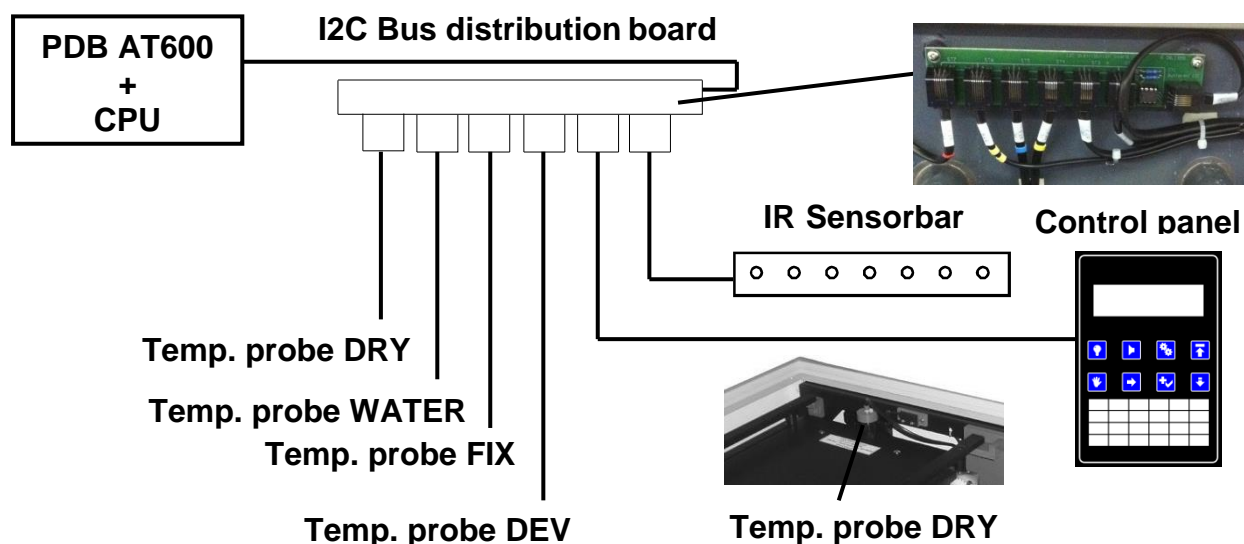 PDB AT600
+
CPU
I2C Bus distribution board
IR Sensorbar
Control panel
Temp. probe DRY
Temp. probe WATER
Temp. probe FIX
Temp. probe DEV
Temp. probe DRY